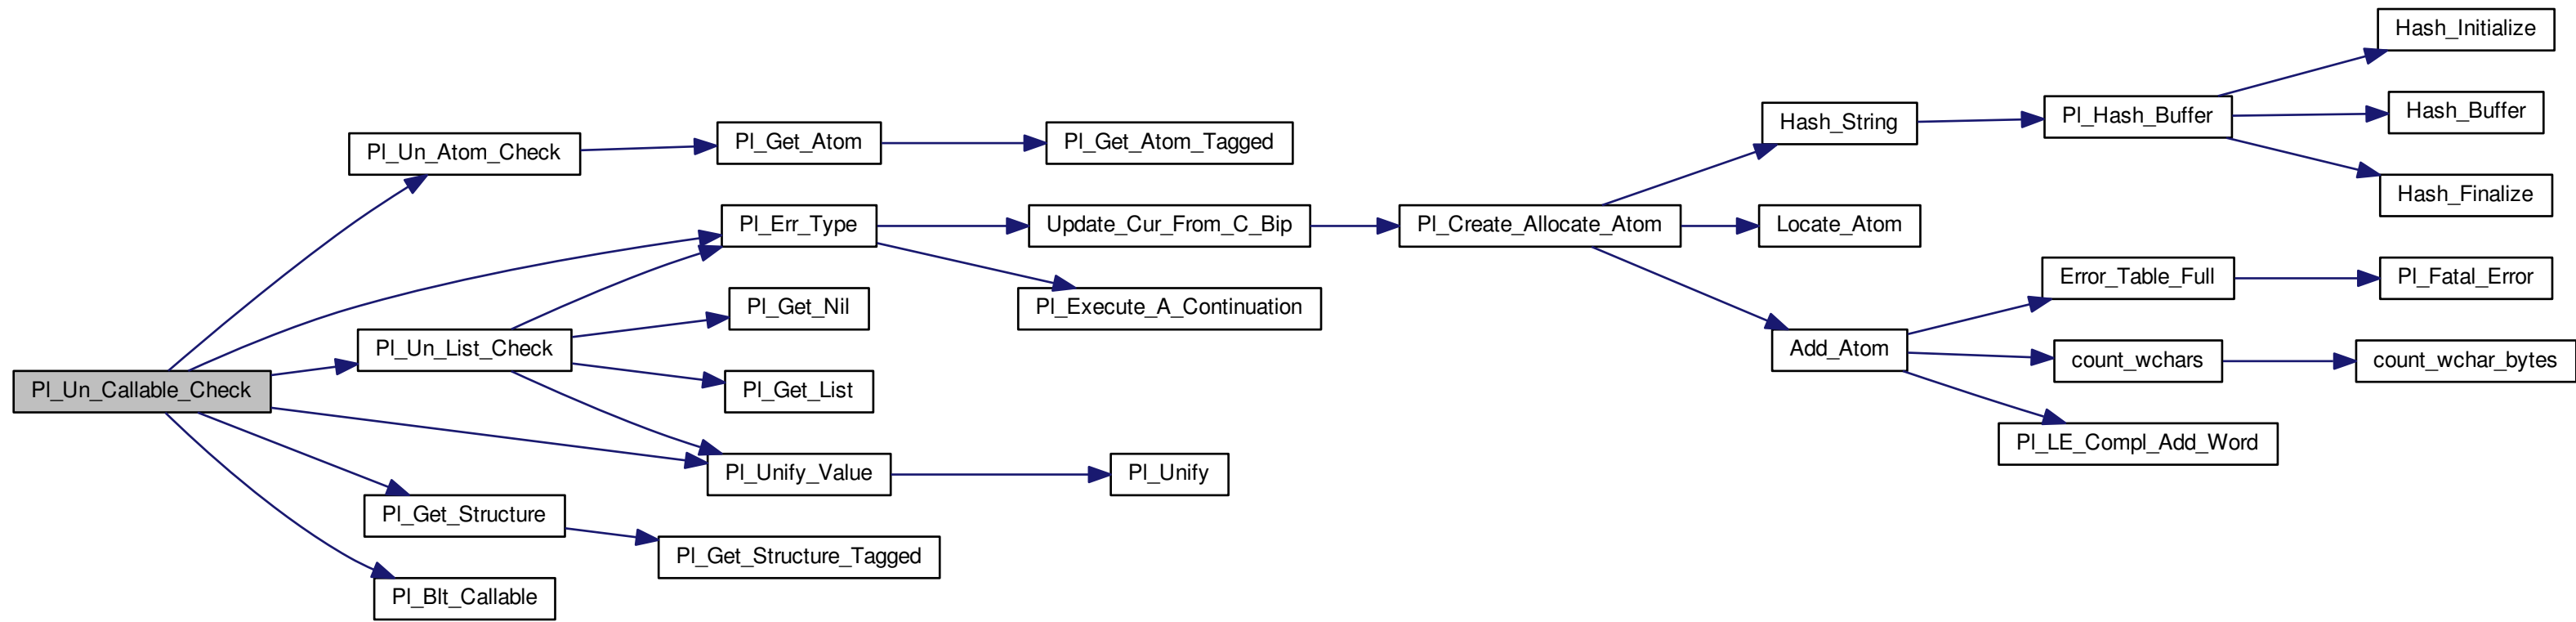 Pl_Un_Callable_Check
Pl_Un_Atom_Check
Pl_Un_List_Check
Pl_Get_Structure
Pl_Blt_Callable
Pl_Get_Atom
Pl_Err_Type
Pl_Get_Nil
Pl_Get_List
Pl_Unify_Value
Pl_Get_Structure_Tagged
Pl_Get_Atom_Tagged
Update_Cur_From_C_Bip
Pl_Execute_A_Continuation
Pl_Unify
Pl_Create_Allocate_Atom
Hash_String
Locate_Atom
Add_Atom
Pl_Hash_Buffer
Error_Table_Full
count_wchars
Pl_LE_Compl_Add_Word
Hash_Initialize
Hash_Buffer
Hash_Finalize
Pl_Fatal_Error
count_wchar_bytes